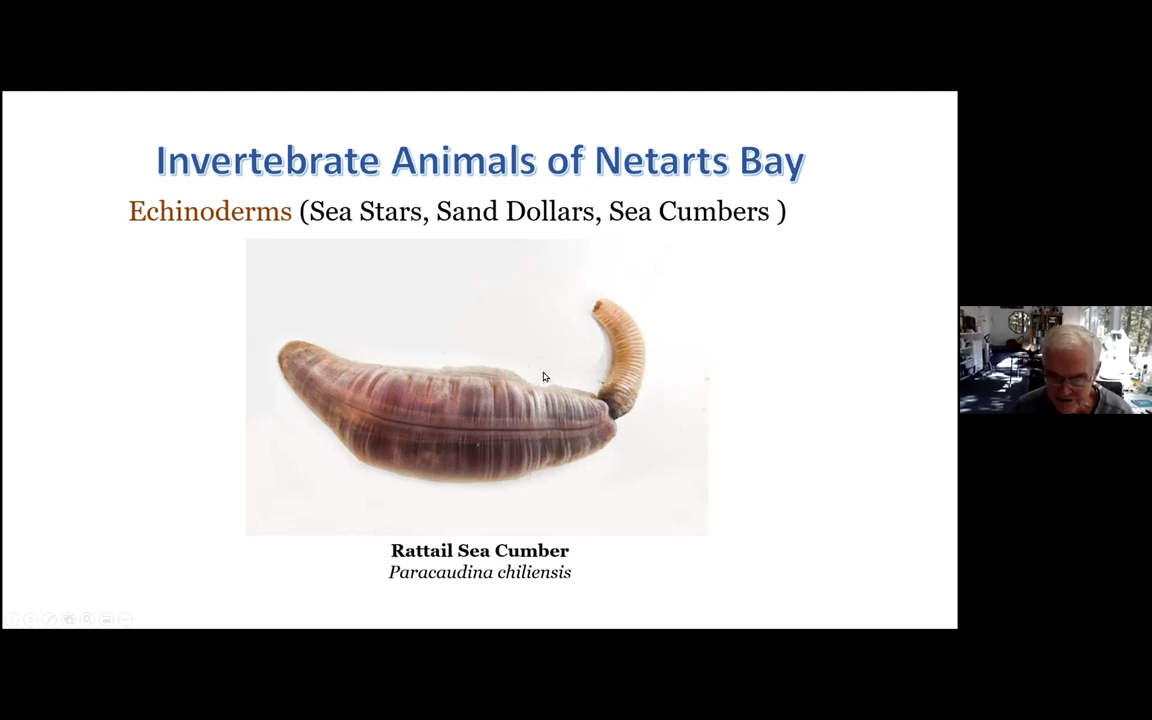 Invertebrate Animals of Netarts Bay
Echinoderms (Sea Stars, Sand Dollars, Sea Cumbers )
Rattail Sea Cumber
Paracaudina chiliensis